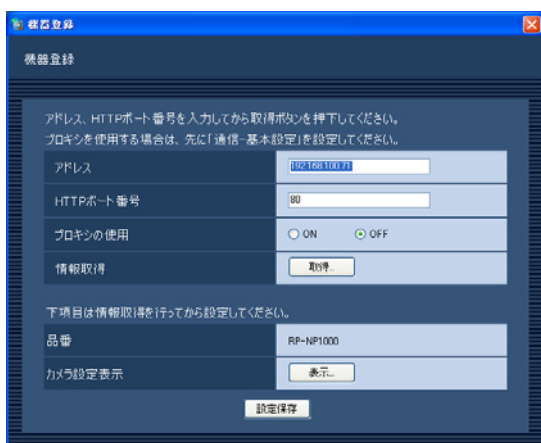 機器登録
機器登録
アドレス、HTTPポート番号を入力してから取得ボタンを押下してください。
プロキシを使用する場合は、先に「通信-基本設定」を設定してください。
アドレス
192.168.100.71
HTTPポート番号
80
プロキシの使用
ON
OFF
情報取得
取得...
下項目は情報取得を行ってから設定してください。
品番
RP-NP1000
カメラ設定表示
表示...
設定保存